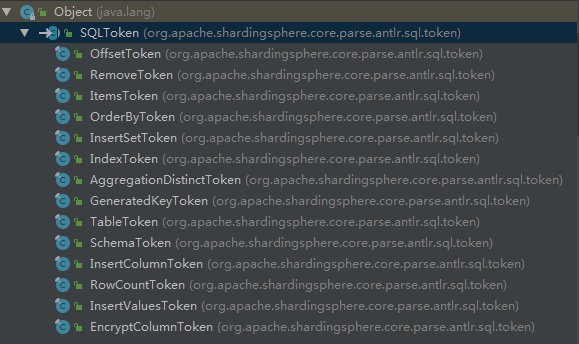 Object (java.lang)
SQLToken (org.apache.shardingsphere.core.parse.antlr.sql.token)
OffsetToken (org.apache.shardingsphere.core.parse.antlr.sql.token)
RemoveToken (org.apache.shardingsphere.core.parse.antlr.sql.token)
ItemsToken (org.apache.shardingsphere.core.parse.antlr.sql.token)
OrderByToken (org.apache.shardingsphere.core.parse.antlr.sql.token)
InsertSetToken (org.apache.shardingsphere.core.parse.antlr.sql.token)
IndexToken (org.apache.shardingsphere.core.parse.antlr.sql.token)
AggregationDistinctToken (org.apache.shardingsphere.core.parse.antlr.sql.token)
GeneratedKeyToken (org.apache.shardingsphere.core.parse.antlr.sql.token)
TableToken (org.apache.shardingsphere.core.parse.antlr.sql.token)
SchemaToken (org.apache.shardingsphere.core.parse.antlr.sql.token)
InsertColumnToken (org.apache.shardingsphere.core.parse.antlr.sql.token)
RowCountToken (org.apache.shardingsphere.core.parse.antlr.sql.token)
InsertValuesToken (org.apache.shardingsphere.core.parse.antlr.sql.token)
EncryptColumnToken (org.apache.shardingsphere.core.parse.antlr.sql.token)